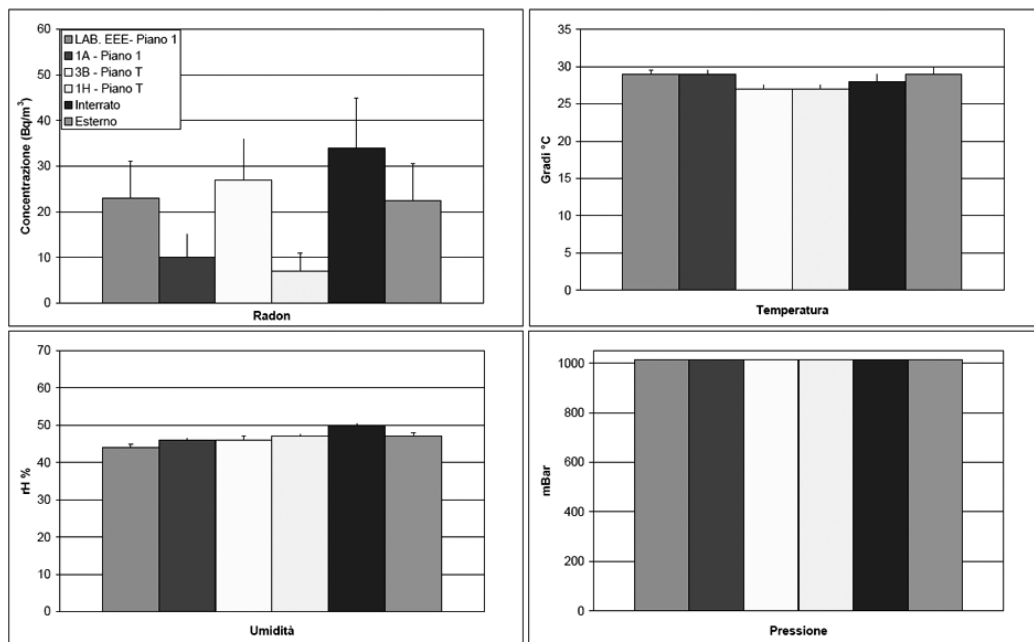 60
50
40
30
20
10
0
Concentrazione (Bq/m³)
LAB. EEE- Piano 1
1A - Piano 1
3B - Piano T
1H - Piano T
Interrato
Esterno
Radon
35
30
25
20
15
10
5
0
Gradi °C
Temperatura
70
60
50
40
30
20
10
0
rH %
Umidità
1000
800
600
400
200
0
mBar
Pressione